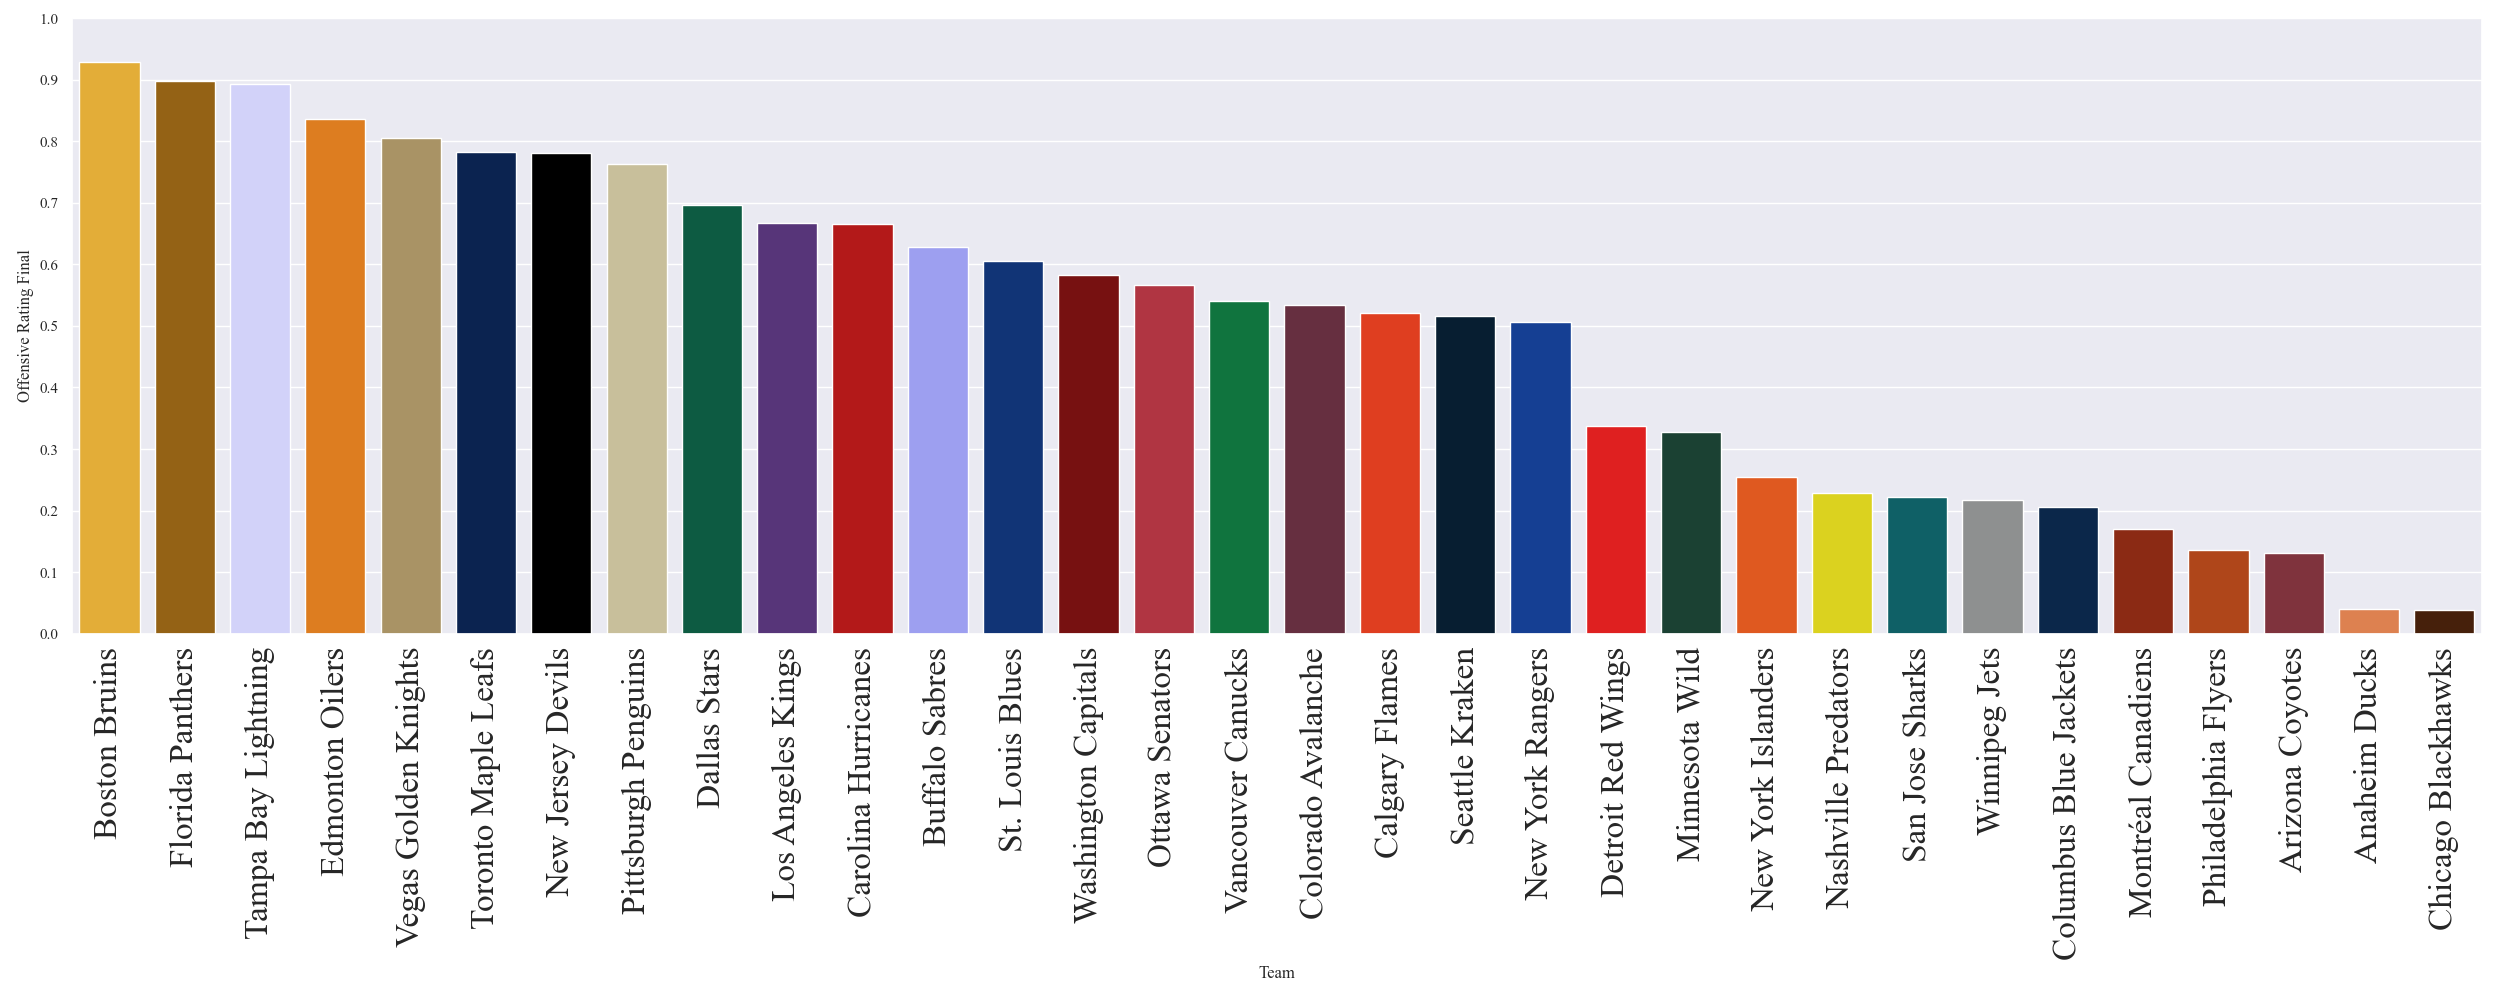 1.0
0.9
0.8
0.7
0.6
0.5
0.4
0.3
0.2
0.1
0.0
Offensive Rating Final
Boston Bruins
Florida Panthers
Tampa Bay Lightning
Edmonton Oilers
Vegas Golden Knights
Toronto Maple Leafs
New Jersey Devils
Pittsburgh Penguins
Dallas Stars
Los Angeles Kings
Carolina Hurricanes
Buffalo Sabres
St. Louis Blues
Washington Capitals
Ottawa Senators
Vancouver Canucks
Colorado Avalanche
Calgary Flames
Seattle Kraken
New York Rangers
Detroit Red Wings
Minnesota Wild
New York Islanders
Nashville Predators
San Jose Sharks
Winnipeg Jets
Columbus Blue Jackets
Montréal Canadiens
Philadelphia Flyers
Arizona Coyotes
Anaheim Ducks
Chicago Blackhawks
Team